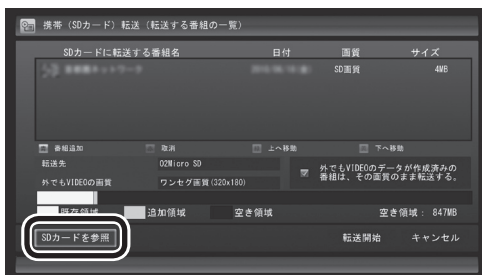 携帯（SDカード）転送（転送する番組の一覧）
SDカードに転送する番組名 日付 画質 サイズ
SD画質 4MB
番組追加 取消 上へ移動 下へ移動
転送先 02Micro SD
外でもVIDEOの画質 ワンセグ画質(320x180)
外でもVIDEOのデータが作成済みの
番組は、その画質のまま転送する。
既存領域 追加領域 空き領域 空き領域： 847MB
SDカードを参照 転送開始 キャンセル